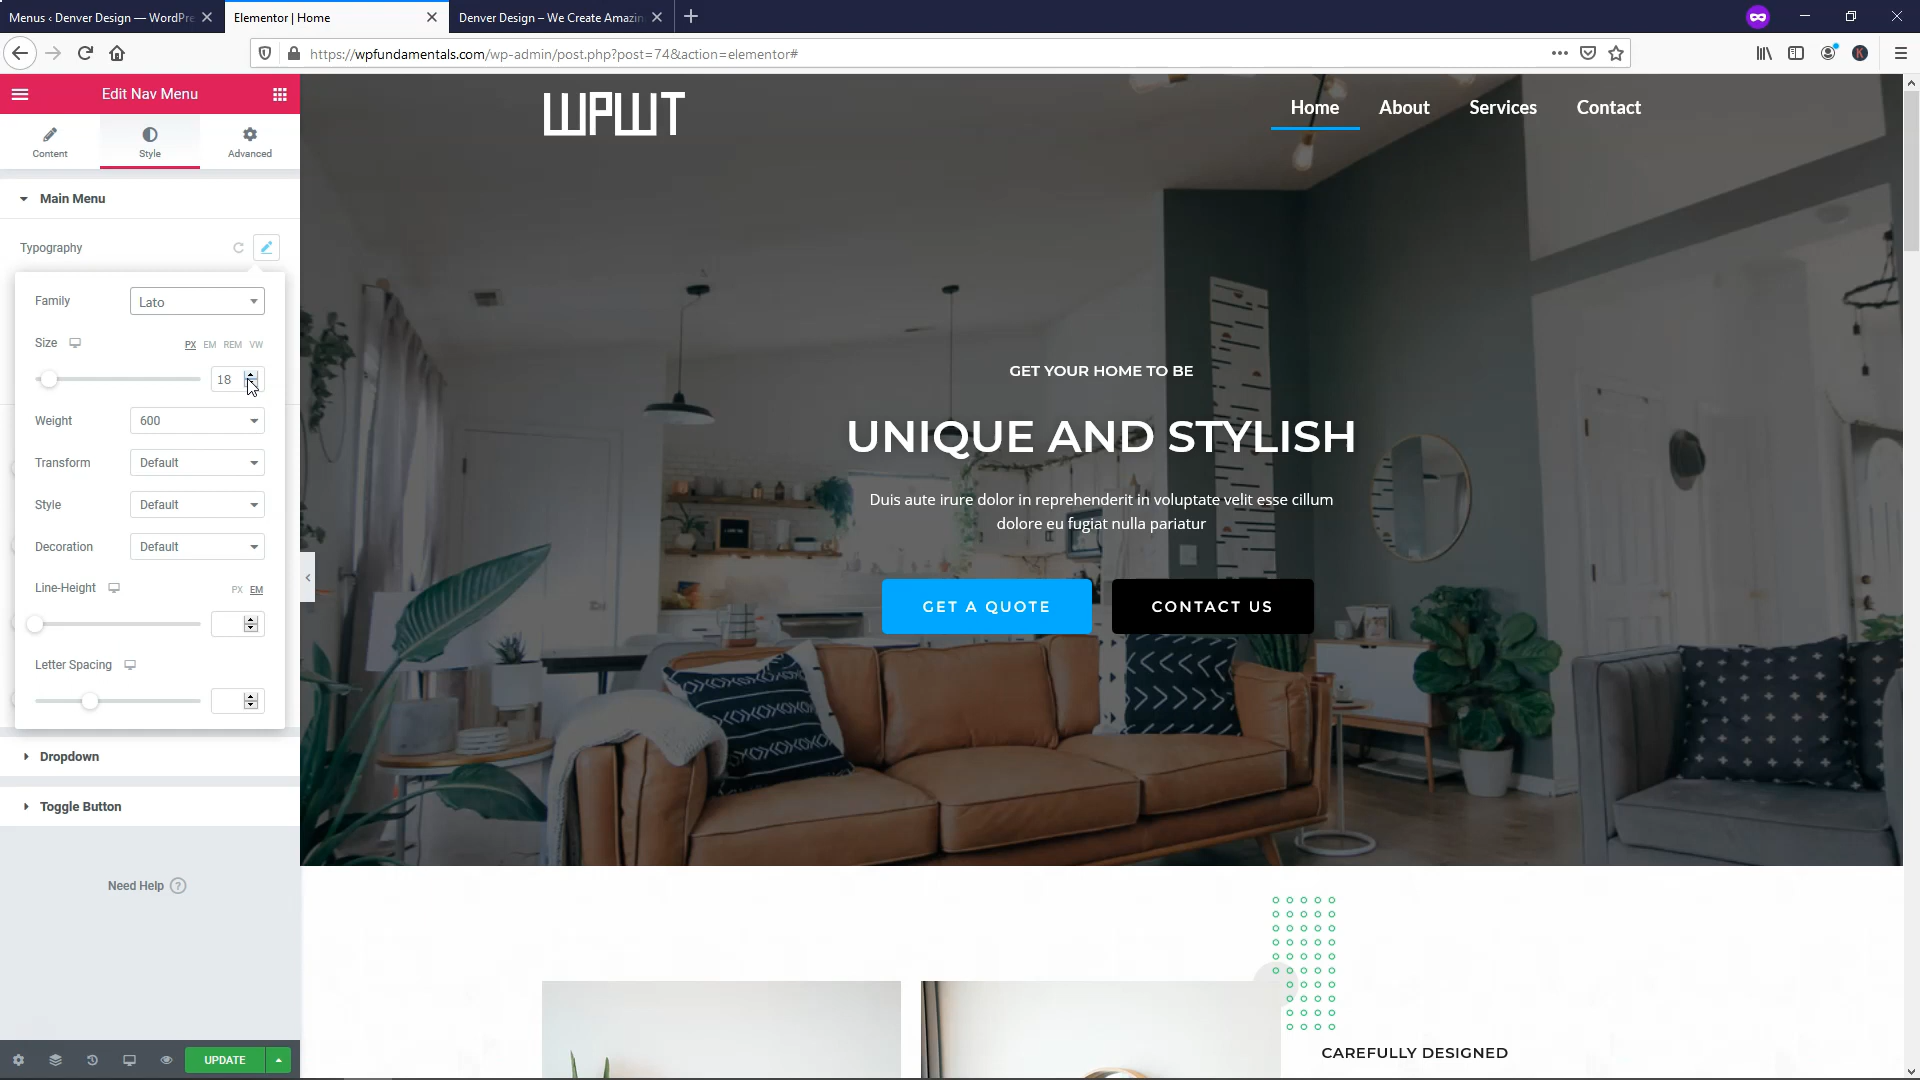 Menus ‹ Denver Design — WordPre
Elementor | Home
Denver Design – We Create Amazin
https://wpfundamentals.com/wp-admin/post.php?post=74&action=elementor#
K
Edit Nav Menu
Content
Style
Advanced
Main Menu
Typography
Family
Lato
Size
PX EM REM VW
18
Weight
600
Transform
Default
Style
Default
Decoration
Default
Line-Height
PX EM
Letter Spacing
Dropdown
Toggle Button
Need Help ?
UPDATE
WPWT
Home
About
Services
Contact
GET YOUR HOME TO BE
UNIQUE AND STYLISH
Duis aute irure dolor in reprehenderit in voluptate velit esse cillum
dolore eu fugiat nulla pariatur
GET A QUOTE
CONTACT US
CAREFULLY DESIGNED